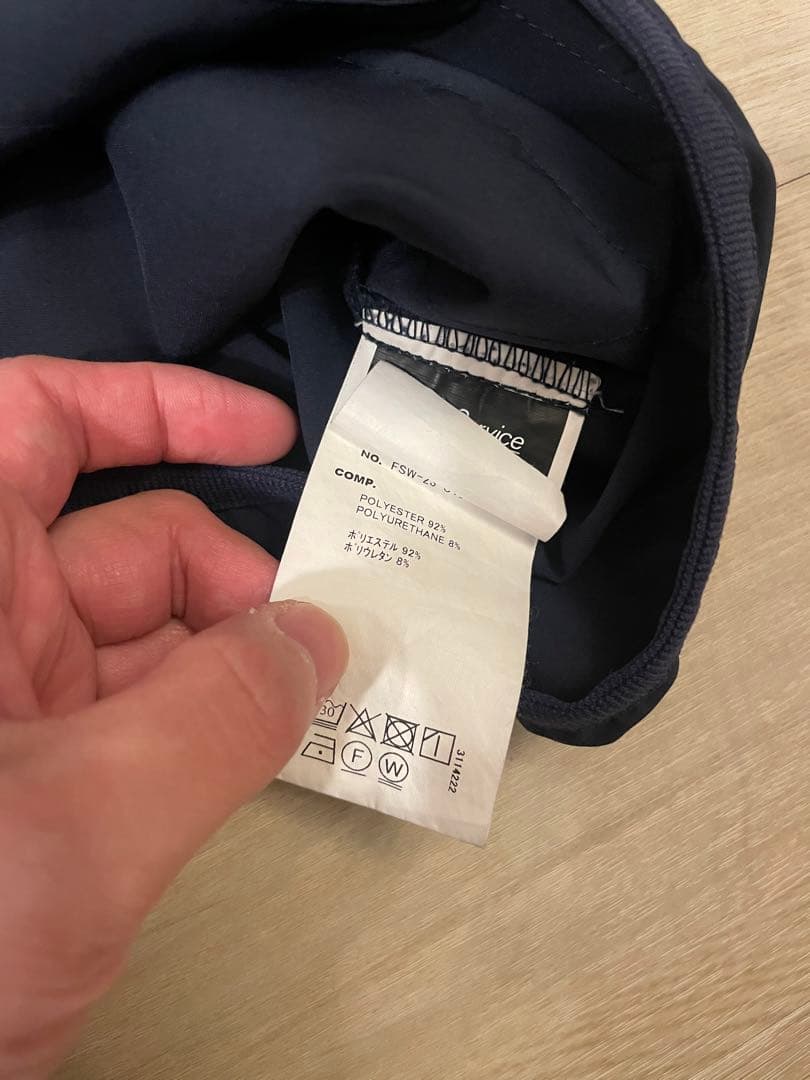 Service
NO. FSW-23
COMP.
POLYESTER 92%
POLYURETHANE 8%
ポリエステル 92%
ポリウレタン 8%
30
F W
3114222